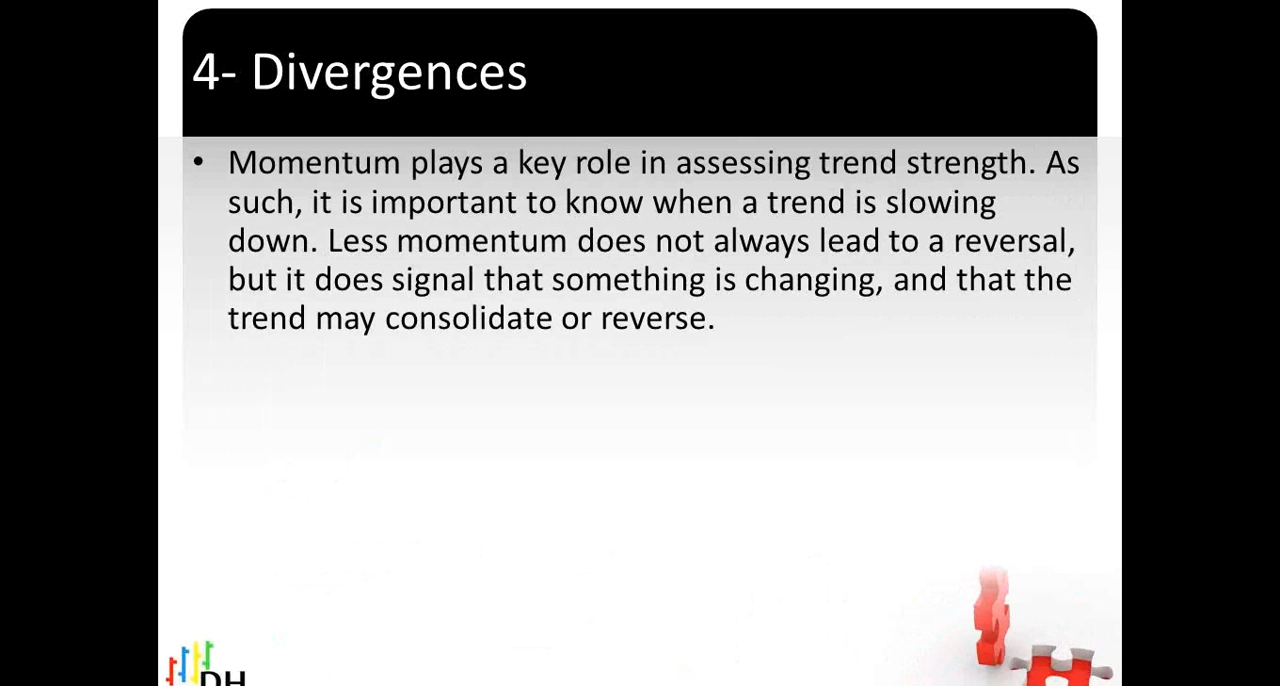 4- Divergences
• Momentum plays a key role in assessing trend strength. As
such, it is important to know when a trend is slowing
down. Less momentum does not always lead to a reversal,
but it does signal that something is changing, and that the
trend may consolidate or reverse.
DH